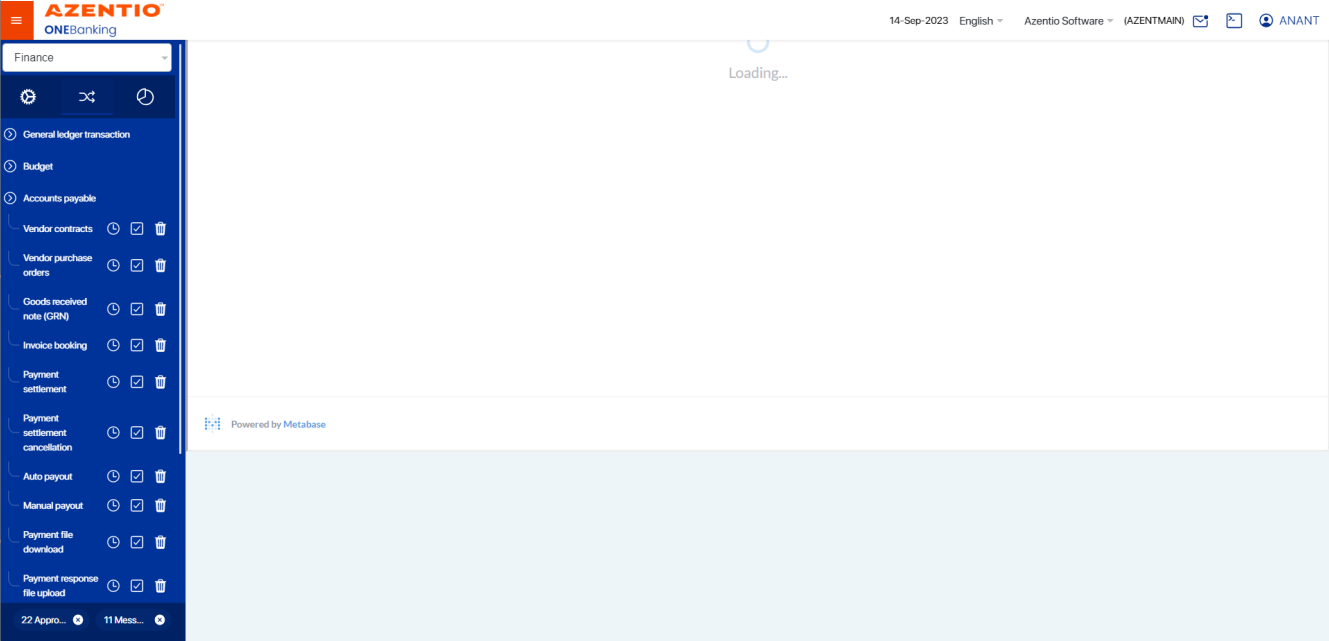 AZENTIO
ONEBanking
14-Sep-2023 English Azentio Software (AZENTMAIN) ANANT
Finance
Loading...
General ledger transaction
Budget
Accounts payable
Vendor contracts
Vendor purchase
orders
Goods received
note (GRN)
Invoice booking
Payment
settlement
Payment
settlement
cancellation
Auto payout
Manual payout
Payment file
download
Payment response
file upload
22 Appro... 11 Mess...
Powered by Metabase